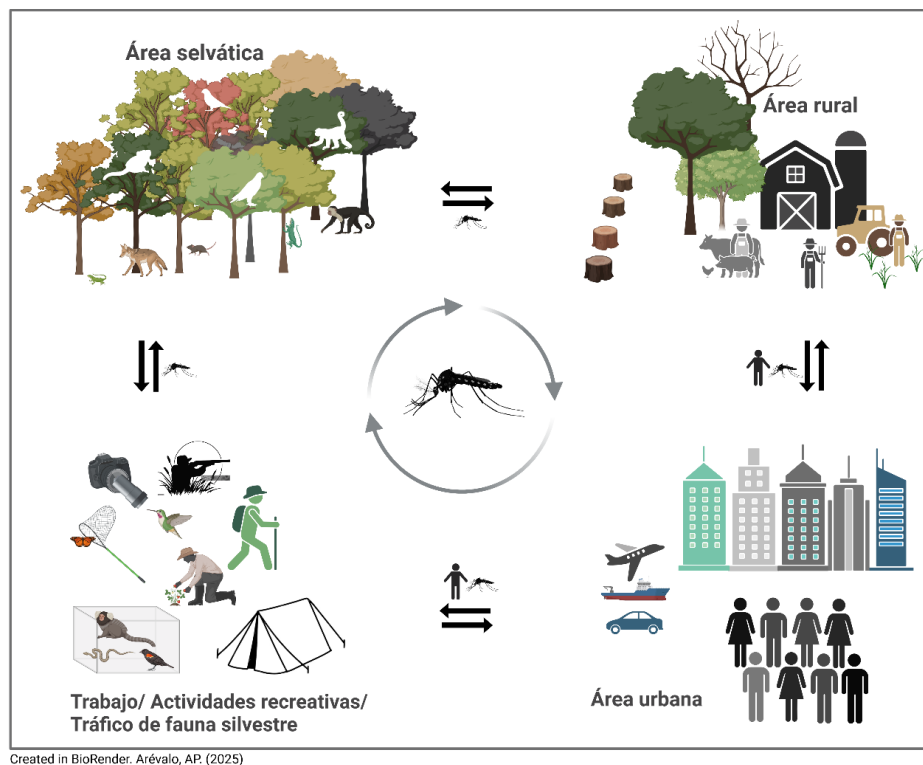 Área selvática
Área rural
Trabajo/ Actividades recreativas/
Tráfico de fauna silvestre
Área urbana
Created in BioRender. Arévalo, AP. (2025)